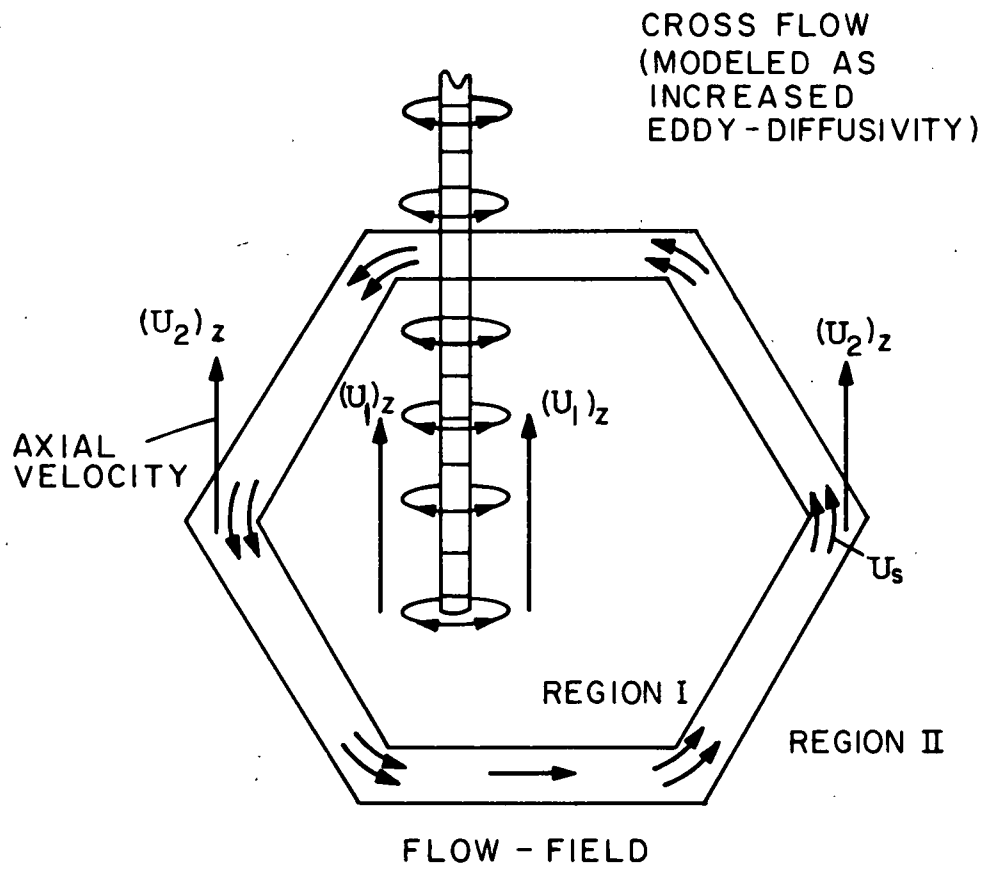 CROSS FLOW
(MODELED AS
INCREASED
EDDY-DIFFUSIVITY)
(U₂)z
(U₂)z
(U₁)z
(U₁)z
AXIAL
VELOCITY
Us
REGION I
REGION II
FLOW-FIELD